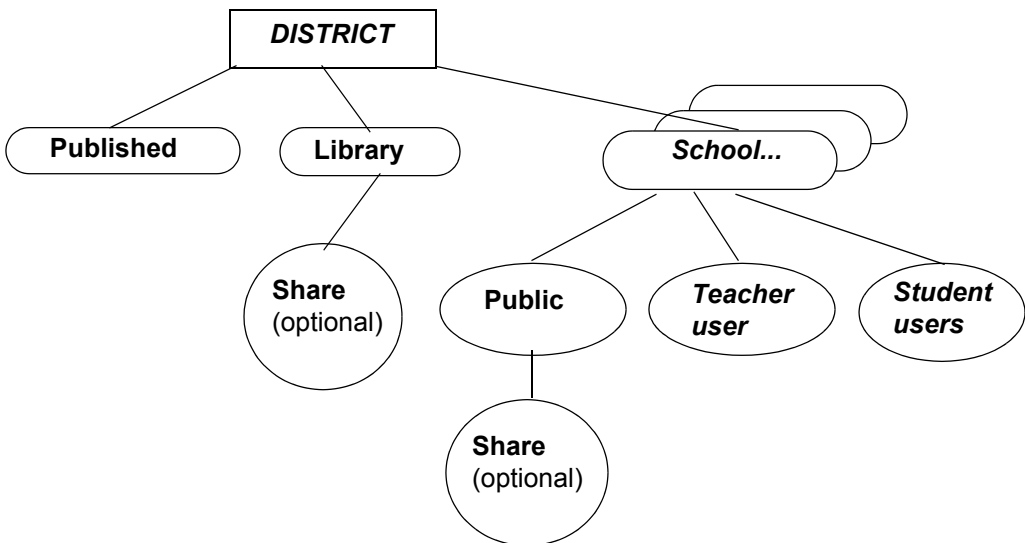 DISTRICT
Published
Library
School...
Share
(optional)
Public
Teacher
user
Student
users
Share
(optional)